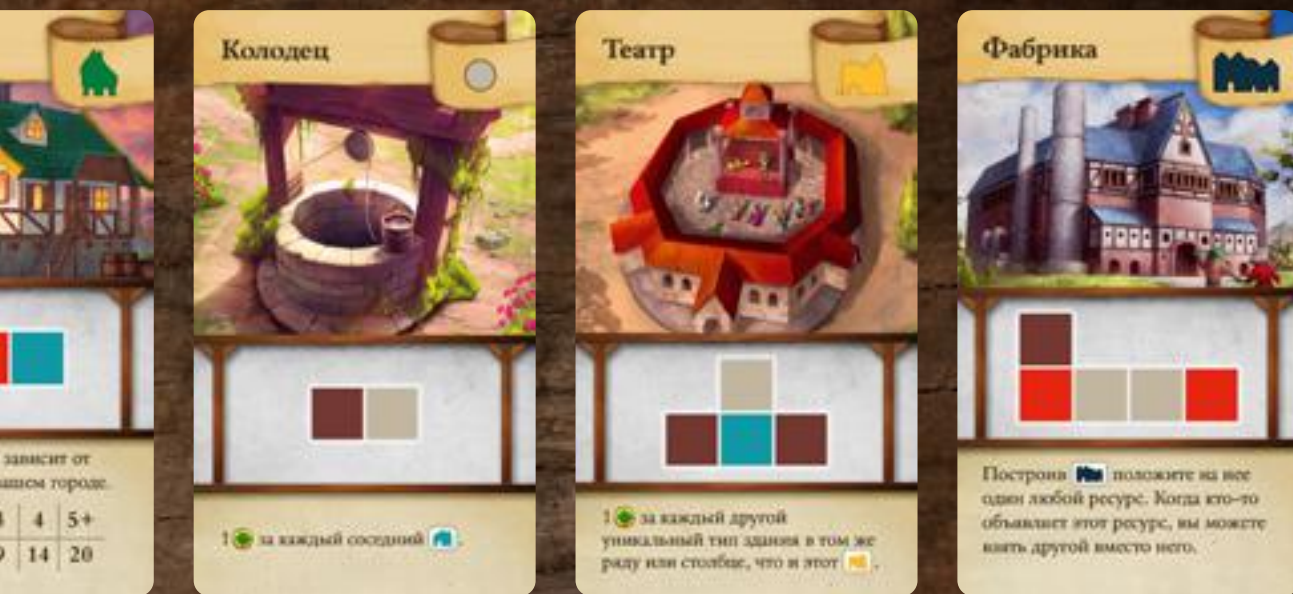 зависит от
вашем городе.
3 4 5+
9 14 20
Колодец
1 за каждый соседний .
Театр
1 за каждый другой
уникальный тип здания в том же
ряду или столбце, что и этот .
Фабрика
Построив положите на нее
один любой ресурс. Когда кто-то
объявляет этот ресурс, вы можете
взять другой вместо него.